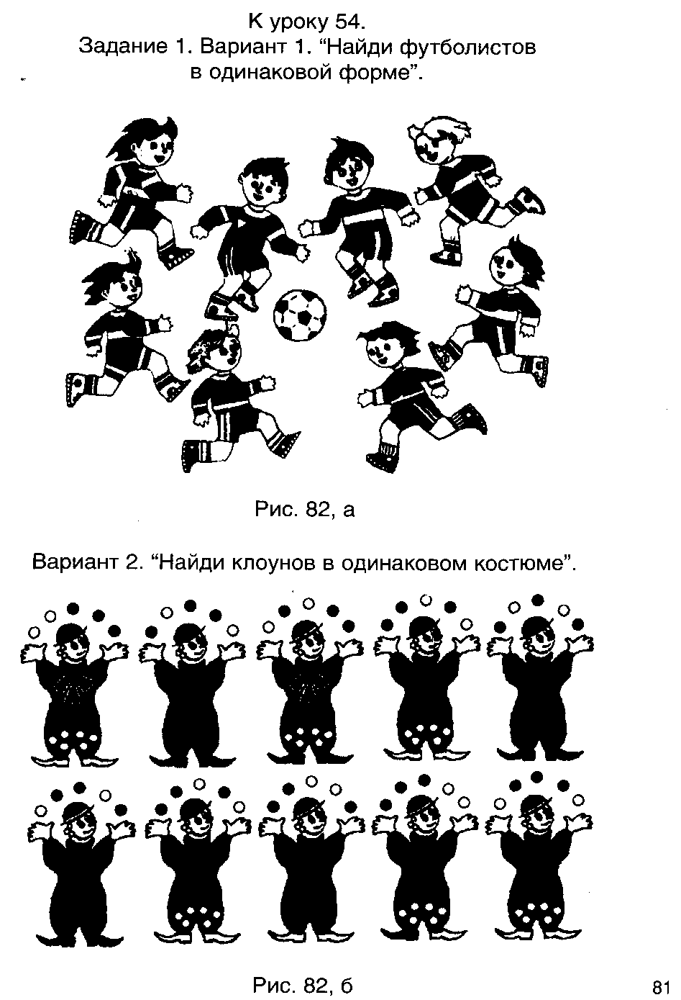 К уроку 54.
Задание 1. Вариант 1. “Найди футболистов
в одинаковой форме”.
Рис. 82, а
Вариант 2. “Найди клоунов в одинаковом костюме”.
Рис. 82, б
81